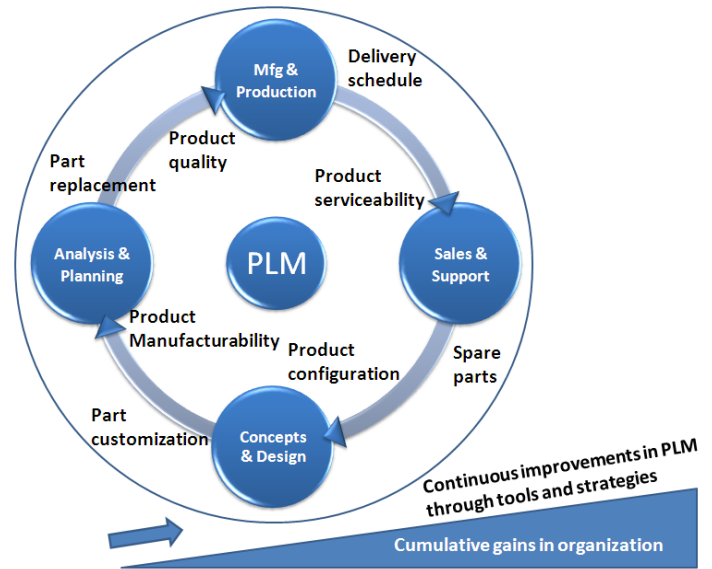 Mfg &
Production
Delivery
schedule
Product
quality
Part
replacement
Product
serviceability
Analysis &
Planning
PLM
Sales &
Support
Product
Manufacturability
Product
configuration
Spare
parts
Part
customization
Concepts
& Design
Continuous improvements in PLM
through tools and strategies
Cumulative gains in organization